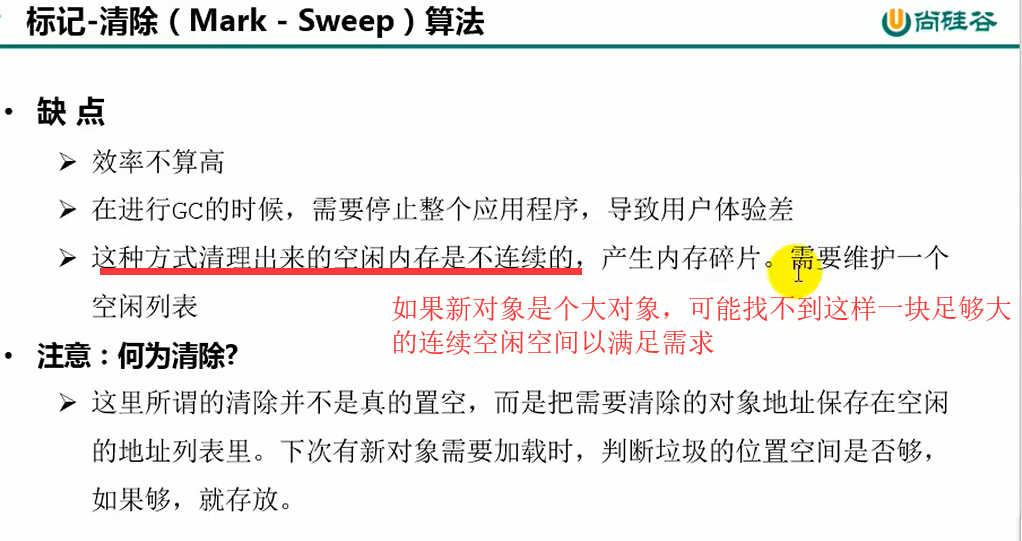 标记-清除（Mark - Sweep）算法
尚硅谷
• 缺 点
➢ 效率不算高
➢ 在进行GC的时候，需要停止整个应用程序，导致用户体验差
➢ 这种方式清理出来的空闲内存是不连续的，产生内存碎片。需要维护一个
空闲列表
如果新对象是个大对象，可能找不到这样一块足够大
的连续空闲空间以满足需求
• 注意：何为清除?
➢ 这里所谓的清除并不是真的置空，而是把需要清除的对象地址保存在空闲
的地址列表里。下次有新对象需要加载时，判断垃圾的位置空间是否够，
如果够，就存放。